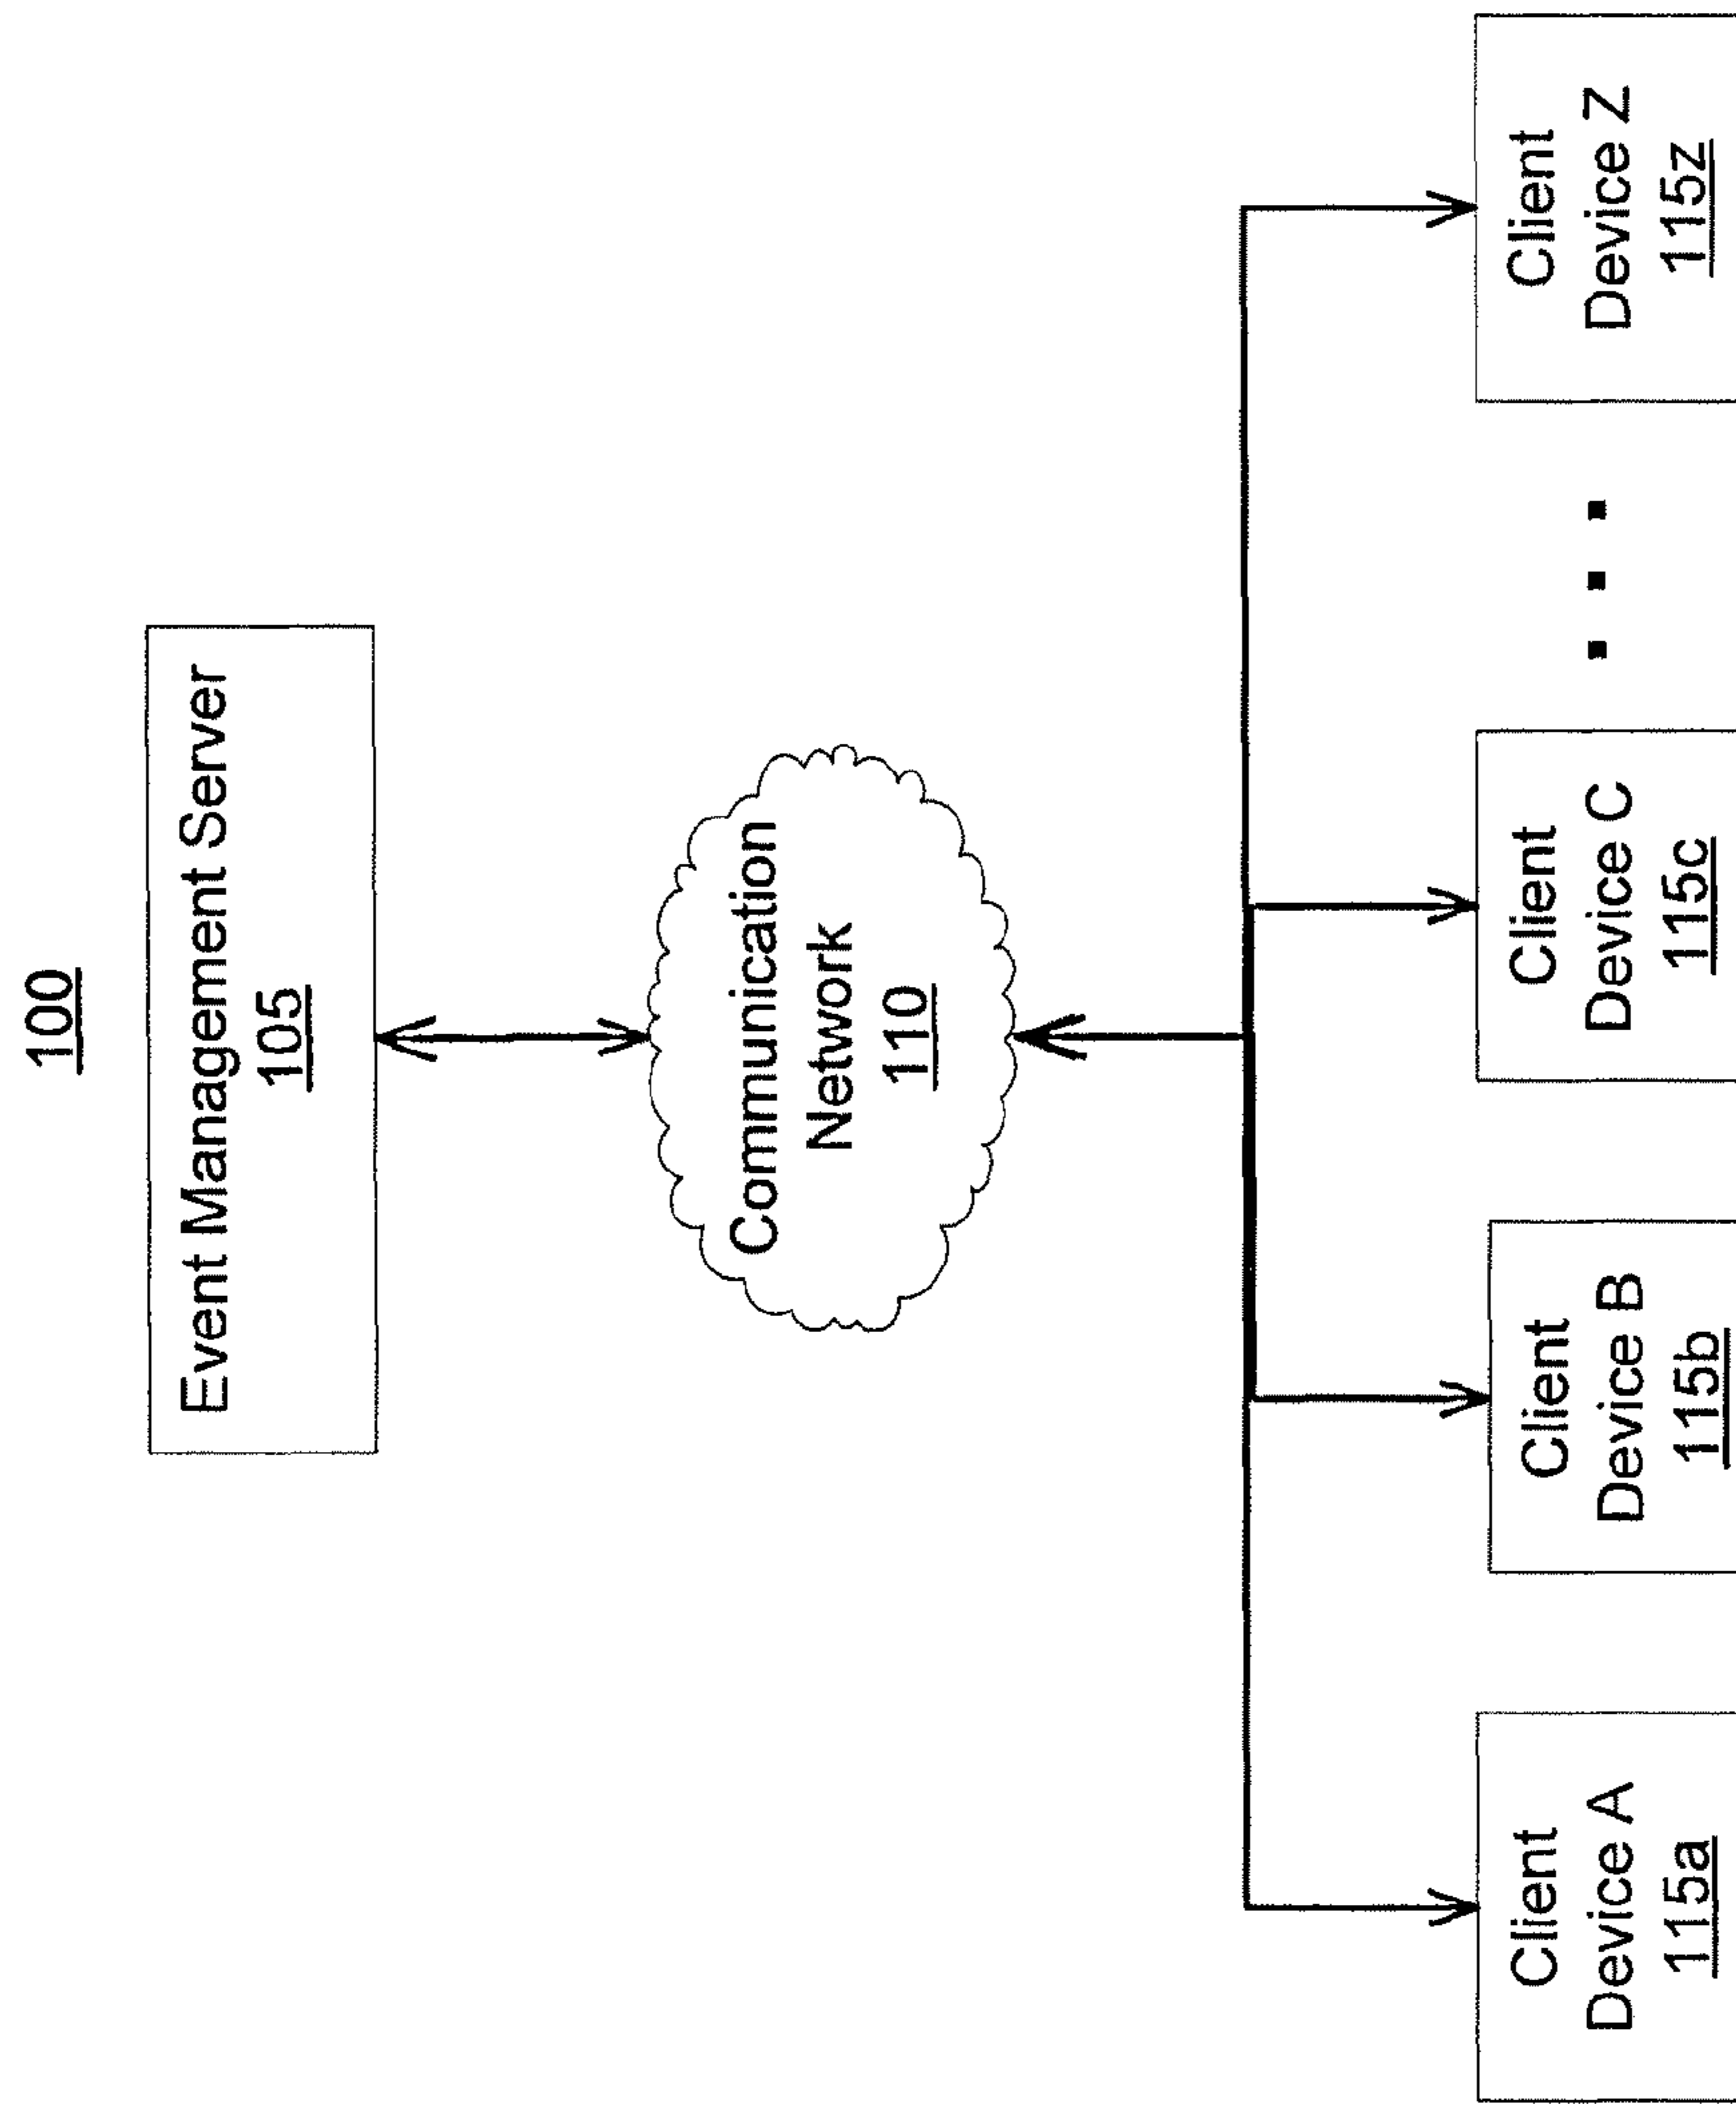 100
Event Management Server
105
Communication
Network
110
Client
Device A
115a
Client
Device B
115b
Client
Device C
115c
. . .
Client
Device Z
115z